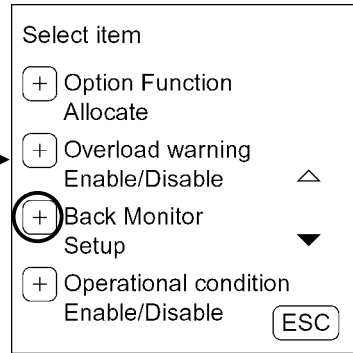 Select item
+ Option Function
Allocate
+ Overload warning
Enable/Disable
+ Back Monitor
Setup
+ Operational condition
Enable/Disable
ESC